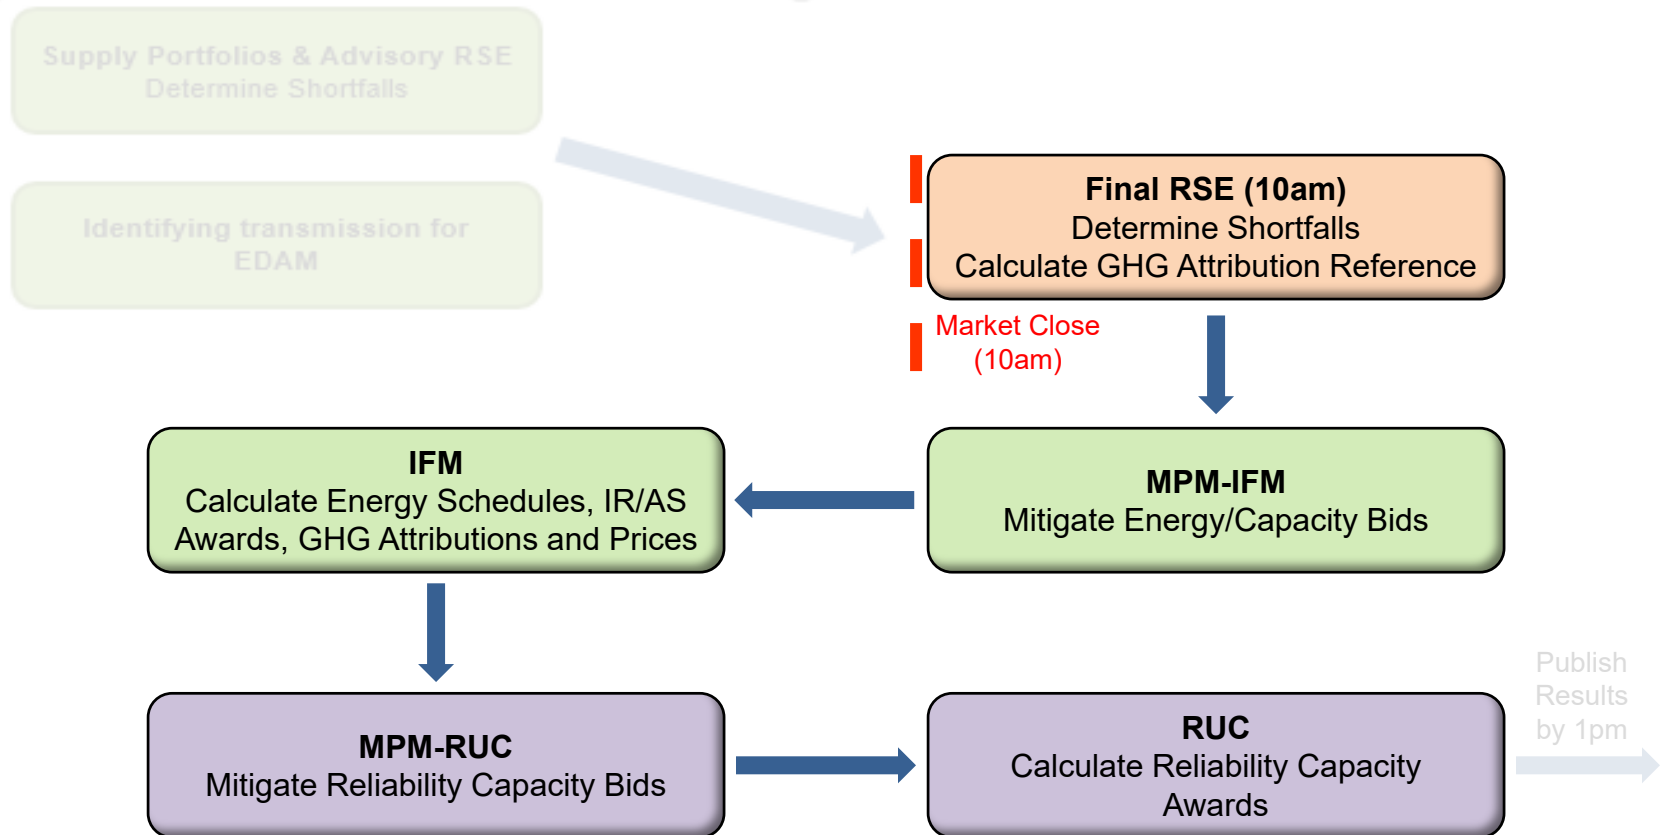 Supply Portfolios & Advisory RSE
Determine Shortfalls
Identifying transmission for
EDAM
Final RSE (10am)
Determine Shortfalls
Calculate GHG Attribution Reference
Market Close
(10am)
IFM
Calculate Energy Schedules, IR/AS
Awards, GHG Attributions and Prices
MPM-IFM
Mitigate Energy/Capacity Bids
MPM-RUC
Mitigate Reliability Capacity Bids
RUC
Calculate Reliability Capacity
Awards
Publish
Results
by 1pm